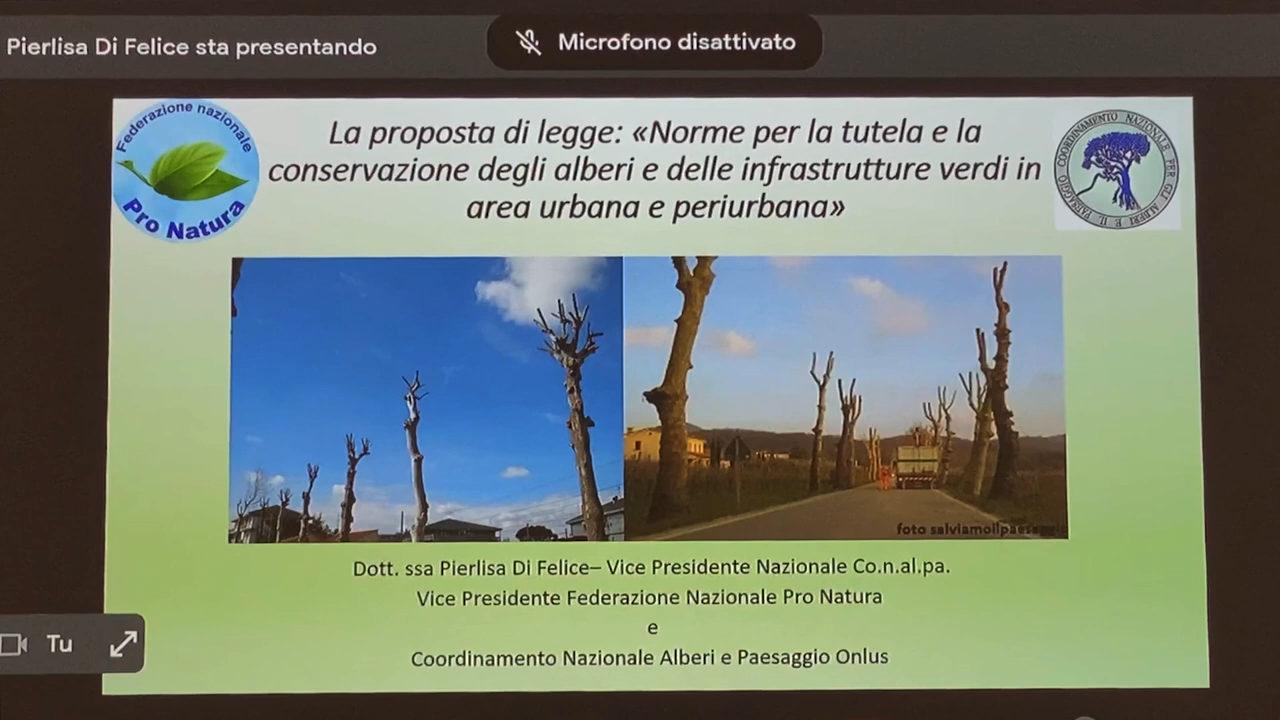 Pierlisa Di Felice sta presentando
Microfono disattivato
Federazione nazionale
Pro Natura
La proposta di legge: «Norme per la tutela e la
conservazione degli alberi e delle infrastrutture verdi in
area urbana e periurbana»
COORDINAMENTO NAZIONALE PER GLI ALBERI E IL PAESAGGIO
foto salviamoilpaesaggio
Dott. ssa Pierlisa Di Felice– Vice Presidente Nazionale Co.n.al.pa.
Vice Presidente Federazione Nazionale Pro Natura
e
Coordinamento Nazionale Alberi e Paesaggio Onlus
Tu